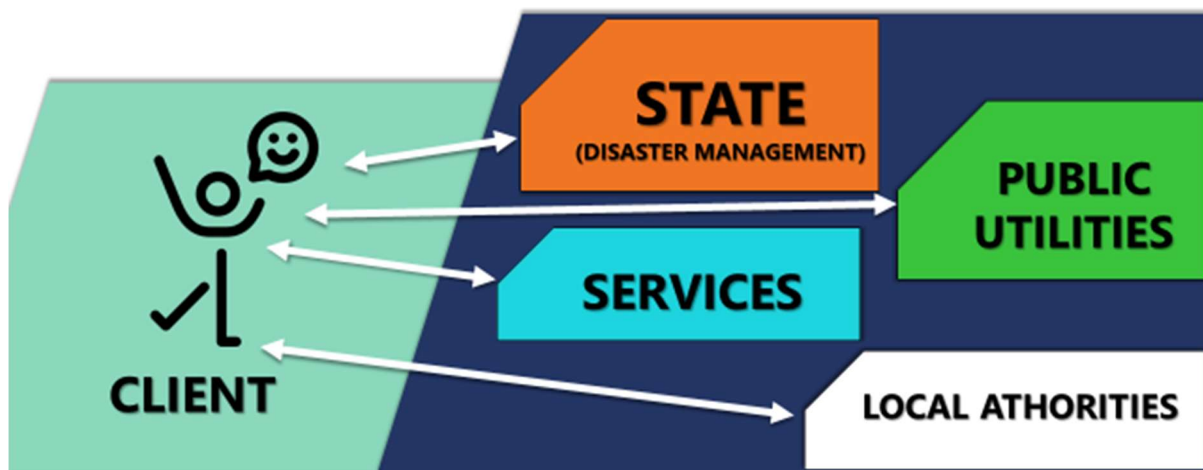 STATE
(DISASTER MANAGEMENT)
PUBLIC
UTILITIES
SERVICES
CLIENT
LOCAL ATHORITIES